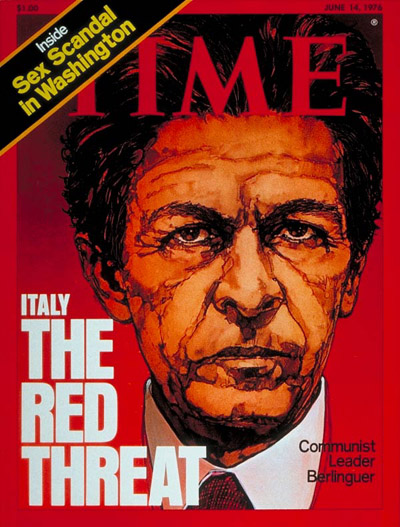 $1.00
JUNE 14, 1976
Inside
Sex Scandal
in Washington
TIME
®
ITALY
THE
RED
THREAT
Communist
Leader
Berlinguer